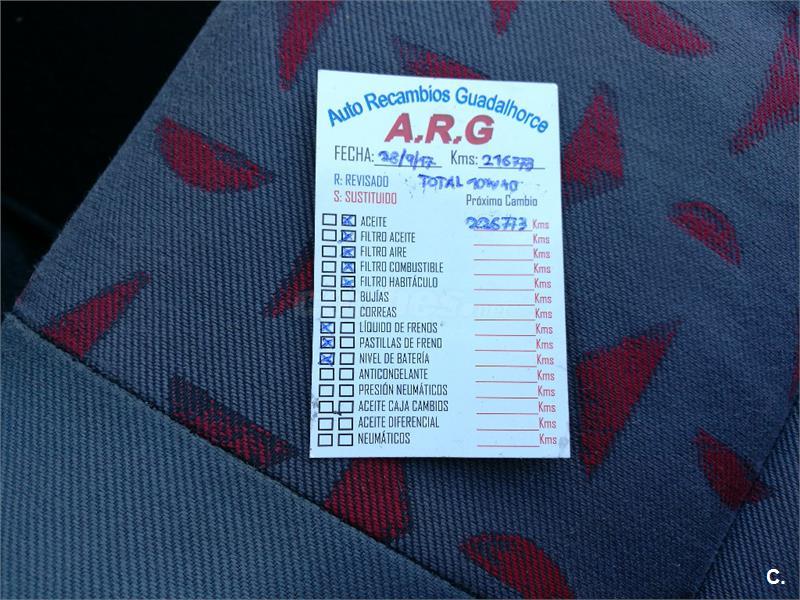 Auto Recambios Guadalhorce
A.R.G
FECHA: 28/9/17 Kms: 216773
R: REVISADO TOTAL 10W40
S: SUSTITUIDO Próximo Cambio
ACEITE 226773 Kms
FILTRO ACEITE Kms
FILTRO AIRE Kms
FILTRO COMBUSTIBLE Kms
FILTRO HABITÁCULO Kms
BUJÍAS Kms
CORREAS Kms
LÍQUIDO DE FRENOS Kms
PASTILLAS DE FRENO Kms
NIVEL DE BATERÍA Kms
ANTICONGELANTE Kms
PRESIÓN NEUMÁTICOS Kms
ACEITE CAJA CAMBIOS Kms
ACEITE DIFERENCIAL Kms
NEUMÁTICOS Kms
C.